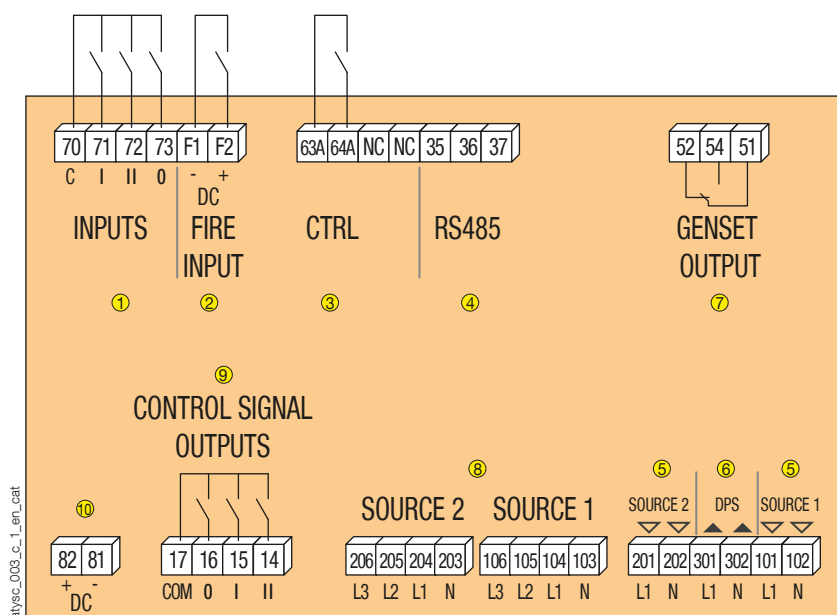 70 71 72 73 F1 F2
63A 64A NC NC 35 36 37
52 54 51
C I II 0 - +
DC
INPUTS
FIRE INPUT
CTRL
RS485
GENSET OUTPUT
1 2 3 4 7
9
CONTROL SIGNAL
OUTPUTS
10
8
5 6 5
SOURCE 2 SOURCE 1
SOURCE 2 DPS SOURCE 1
82 81
17 16 15 14
206 205 204 203
106 105 104 103
201 202 301 302 101 102
+ -
DC
COM 0 I II
L3 L2 L1 N
L3 L2 L1 N
L1 N L1 N L1 N
atysc_003_c_1_en_cat